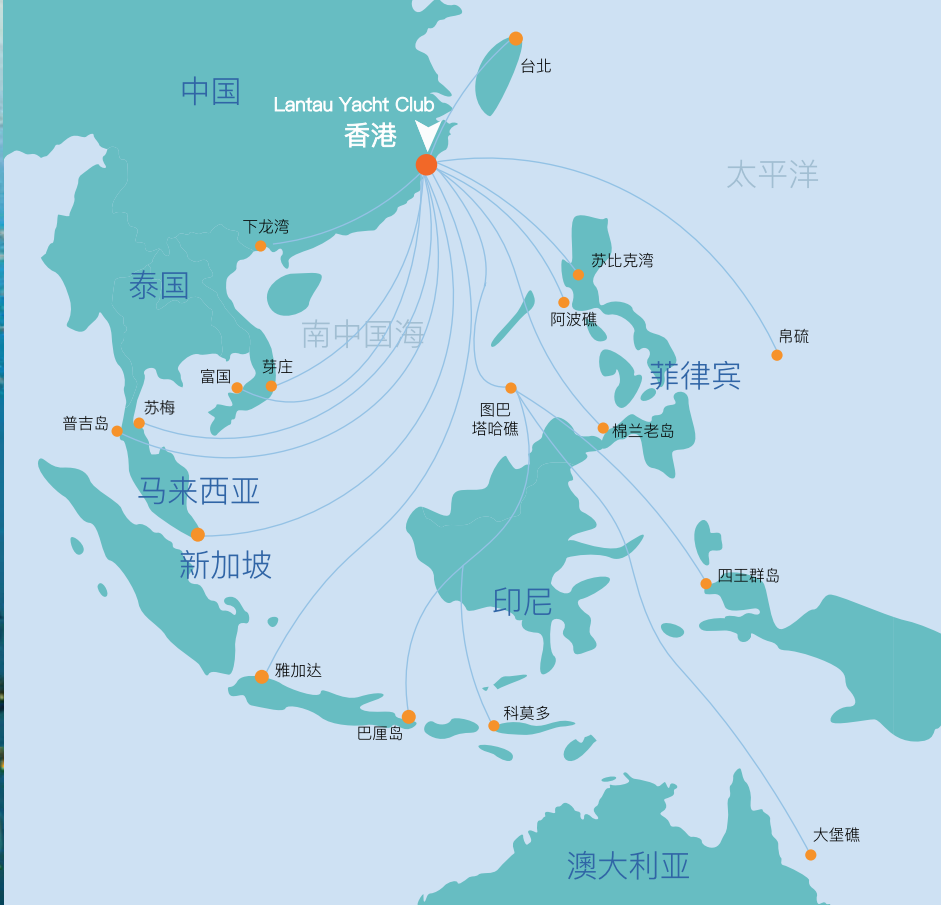 台北
中国
Lantau Yacht Club
香港
太平洋
下龙湾
苏比克湾
泰国
阿波礁
南中国海
帛硫
芽庄
富国
菲律宾
苏梅
图巴
塔哈礁
普吉岛
棉兰老岛
马来西亚
新加坡
四王群岛
印尼
雅加达
科莫多
巴厘岛
大堡礁
澳大利亚